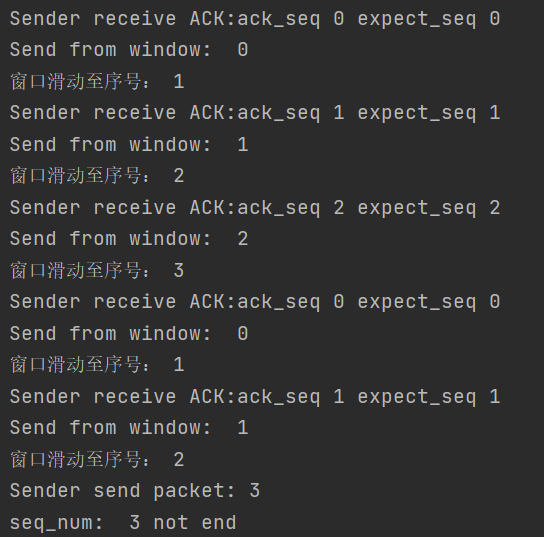 Sender receive ACK:ack_seq 0 expect_seq 0
Send from window:  0
窗口滑动至序号： 1
Sender receive ACK:ack_seq 1 expect_seq 1
Send from window:  1
窗口滑动至序号： 2
Sender receive ACK:ack_seq 2 expect_seq 2
Send from window:  2
窗口滑动至序号： 3
Sender receive ACK:ack_seq 0 expect_seq 0
Send from window:  0
窗口滑动至序号： 1
Sender receive ACK:ack_seq 1 expect_seq 1
Send from window:  1
窗口滑动至序号： 2
Sender send packet: 3
seq_num:  3 not end